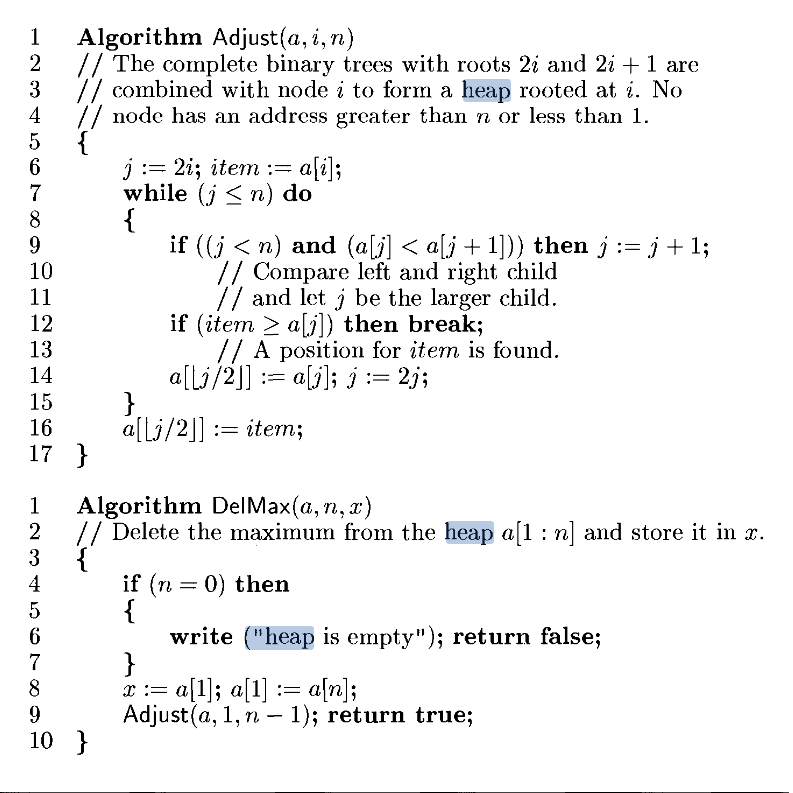 1 Algorithm Adjust(a, i, n)
2 // The complete binary trees with roots 2i and 2i + 1 are
3 // combined with node i to form a heap rooted at i. No
4 // node has an address greater than n or less than 1.
5 {
6 j := 2i; item := a[i];
7 while (j ≤ n) do
8 {
9 if ((j < n) and (a[j] < a[j + 1])) then j := j + 1;
10 // Compare left and right child
11 // and let j be the larger child.
12 if (item ≥ a[j]) then break;
13 // A position for item is found.
14 a[⌊j/2⌋] := a[j]; j := 2j;
15 }
16 a[⌊j/2⌋] := item;
17 }
1 Algorithm DelMax(a, n, x)
2 // Delete the maximum from the heap a[1 : n] and store it in x.
3 {
4 if (n = 0) then
5 {
6 write ("heap is empty"); return false;
7 }
8 x := a[1]; a[1] := a[n];
9 Adjust(a, 1, n − 1); return true;
10 }